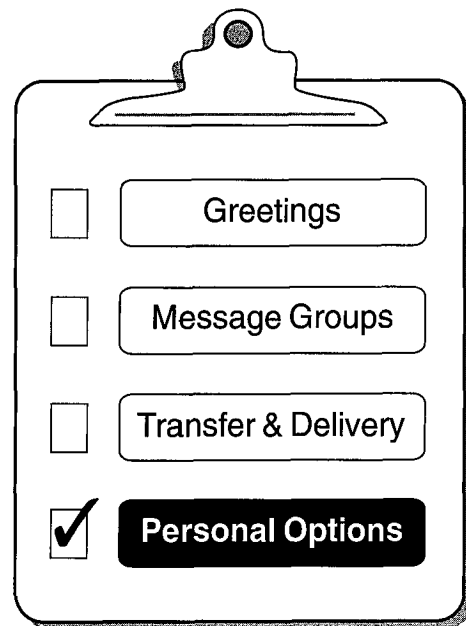 Greetings
Message Groups
Transfer & Delivery
Personal Options